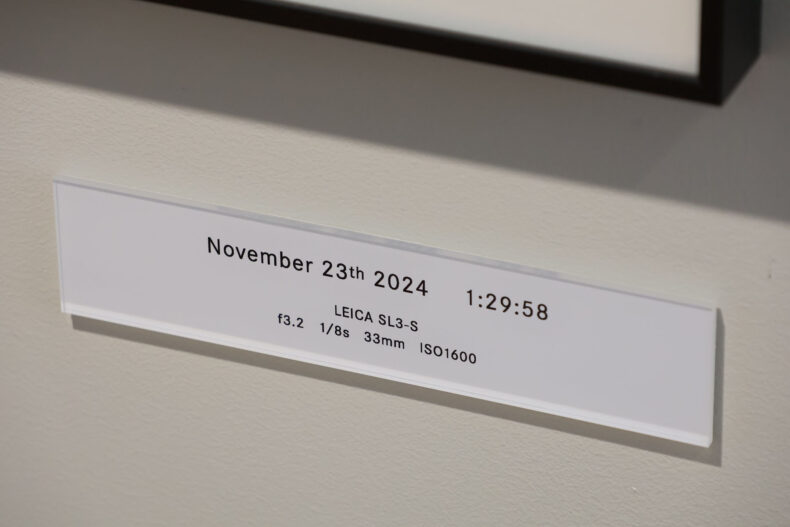 November 23th 2024 1:29:58
LEICA SL3-S
f3.2 1/8s 33mm ISO1600